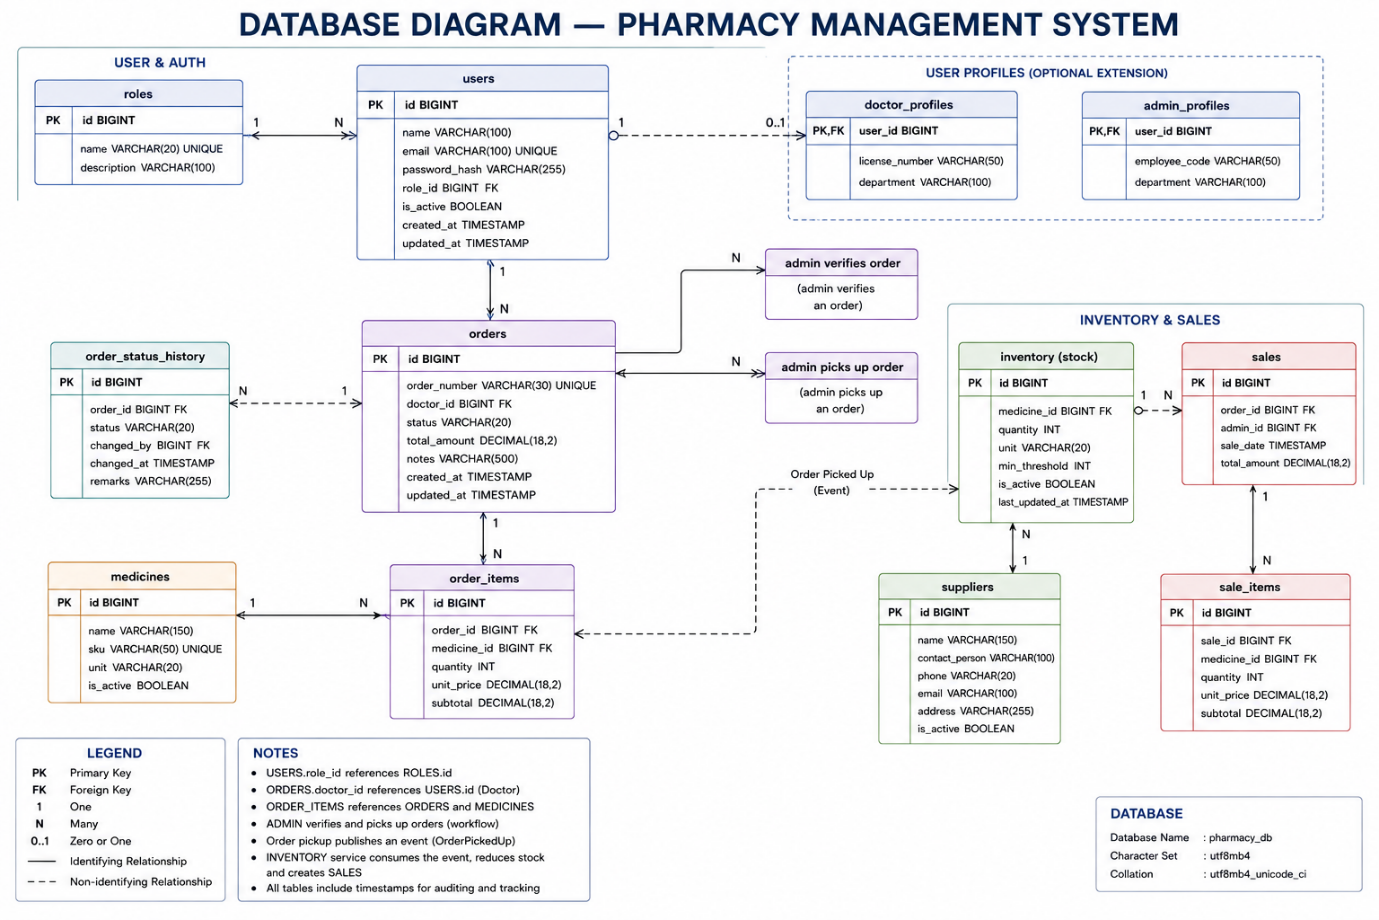 DATABASE DIAGRAM — PHARMACY MANAGEMENT SYSTEM
USER & AUTH
roles
PK id BIGINT
name VARCHAR(20) UNIQUE
description VARCHAR(100)
1 N
users
PK id BIGINT
name VARCHAR(100)
email VARCHAR(100) UNIQUE
password_hash VARCHAR(255)
role_id BIGINT FK
is_active BOOLEAN
created_at TIMESTAMP
updated_at TIMESTAMP
1 0..1
USER PROFILES (OPTIONAL EXTENSION)
doctor_profiles
PK,FK user_id BIGINT
license_number VARCHAR(50)
department VARCHAR(100)
admin_profiles
PK,FK user_id BIGINT
employee_code VARCHAR(50)
department VARCHAR(100)
1
N
orders
PK id BIGINT
order_number VARCHAR(30) UNIQUE
doctor_id BIGINT FK
status VARCHAR(20)
total_amount DECIMAL(18,2)
notes VARCHAR(500)
created_at TIMESTAMP
updated_at TIMESTAMP
N
admin verifies order
(admin verifies
an order)
N
admin picks up order
(admin picks up
an order)
order_status_history
PK id BIGINT
order_id BIGINT FK
status VARCHAR(20)
changed_by BIGINT FK
changed_at TIMESTAMP
remarks VARCHAR(255)
N 1
INVENTORY & SALES
inventory (stock)
PK id BIGINT
medicine_id BIGINT FK
quantity INT
unit VARCHAR(20)
min_threshold INT
is_active BOOLEAN
last_updated_at TIMESTAMP
1 N
sales
PK id BIGINT
order_id BIGINT FK
admin_id BIGINT FK
sale_date TIMESTAMP
total_amount DECIMAL(18,2)
Order Picked Up
(Event)
1
N
N
1
1
N
medicines
PK id BIGINT
name VARCHAR(150)
sku VARCHAR(50) UNIQUE
unit VARCHAR(20)
is_active BOOLEAN
1 N
order_items
PK id BIGINT
order_id BIGINT FK
medicine_id BIGINT FK
quantity INT
unit_price DECIMAL(18,2)
subtotal DECIMAL(18,2)
suppliers
PK id BIGINT
name VARCHAR(150)
contact_person VARCHAR(100)
phone VARCHAR(20)
email VARCHAR(100)
address VARCHAR(255)
is_active BOOLEAN
sale_items
PK id BIGINT
sale_id BIGINT FK
medicine_id BIGINT FK
quantity INT
unit_price DECIMAL(18,2)
subtotal DECIMAL(18,2)
LEGEND
PK Primary Key
FK Foreign Key
1 One
N Many
0..1 Zero or One
Identifying Relationship
Non-identifying Relationship
NOTES
• USERS.role_id references ROLES.id
• ORDERS.doctor_id references USERS.id (Doctor)
• ORDER_ITEMS references ORDERS and MEDICINES
• ADMIN verifies and picks up orders (workflow)
• Order pickup publishes an event (OrderPickedUp)
• INVENTORY service consumes the event, reduces stock
and creates SALES
• All tables include timestamps for auditing and tracking
DATABASE
Database Name : pharmacy_db
Character Set : utf8mb4
Collation : utf8mb4_unicode_ci